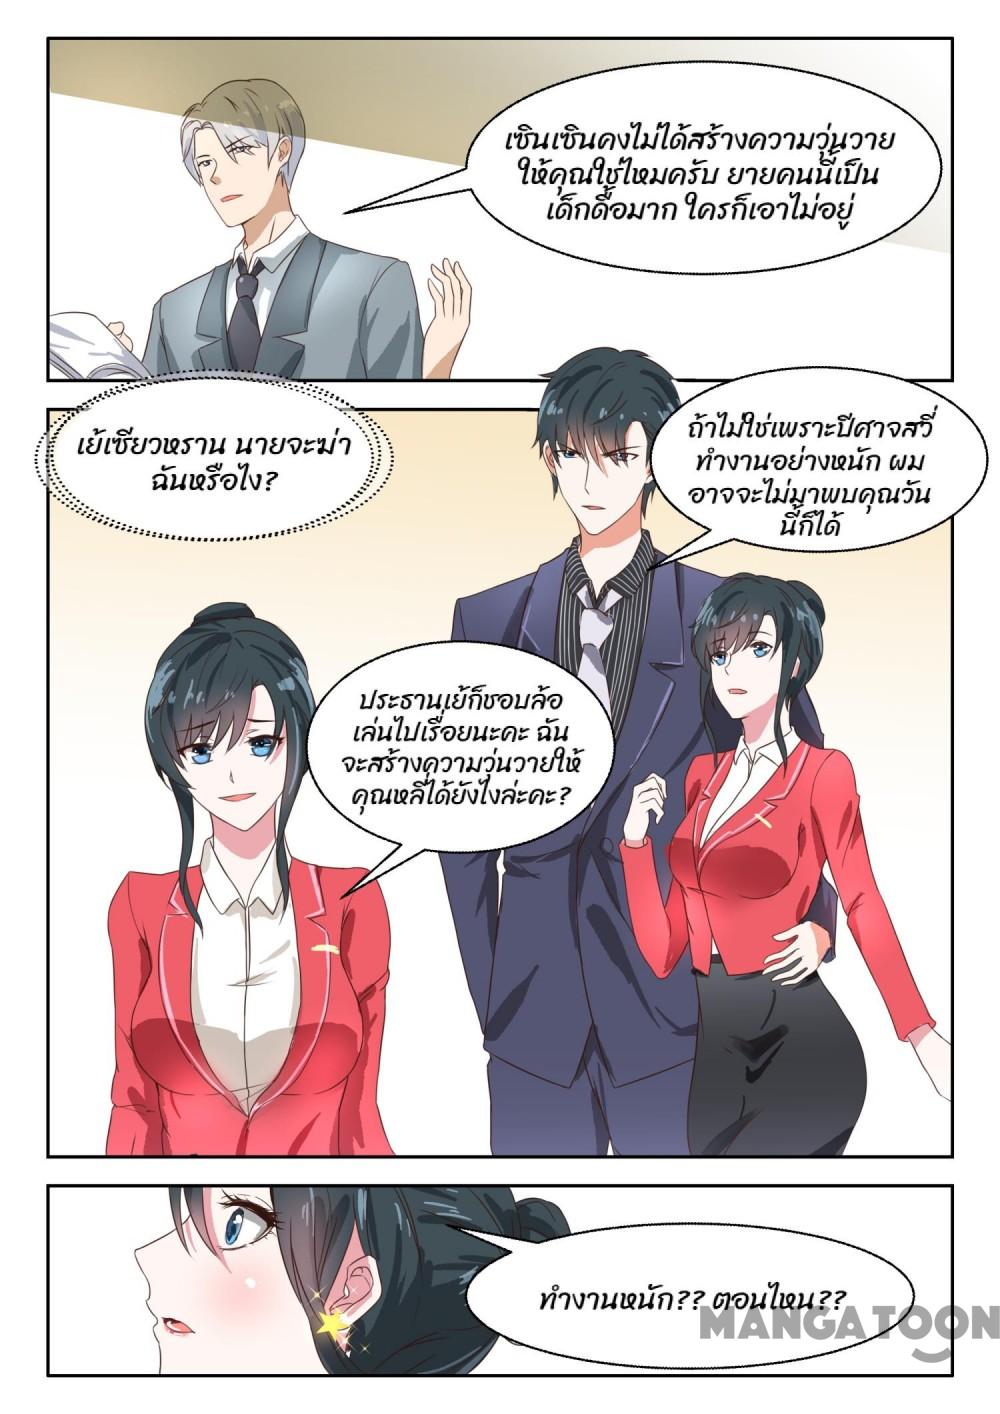 เซินเซินคงไม่ได้สร้างความวุ่นวาย
ให้คุณใช่ไหมครับ ยายคนนี้เป็น
เด็กดื้อมาก ใครก็เอาไม่อยู่
เย้เซียวหราน นายจะฆ่า
ฉันหรือไง?
ถ้าไม่ใช่เพราะปีศาจสวี่
ทำงานอย่างหนัก ผม
อาจจะไม่มาพบคุณวัน
นี้ก็ได้
ประธานเย้ก็ชอบล้อ
เล่นไปเรื่อยนะคะ ฉัน
จะสร้างความวุ่นวายให้
คุณหลี่ได้ยังไงล่ะคะ?
ทำงานหนัก?? ตอนไหน??
MANGATOON